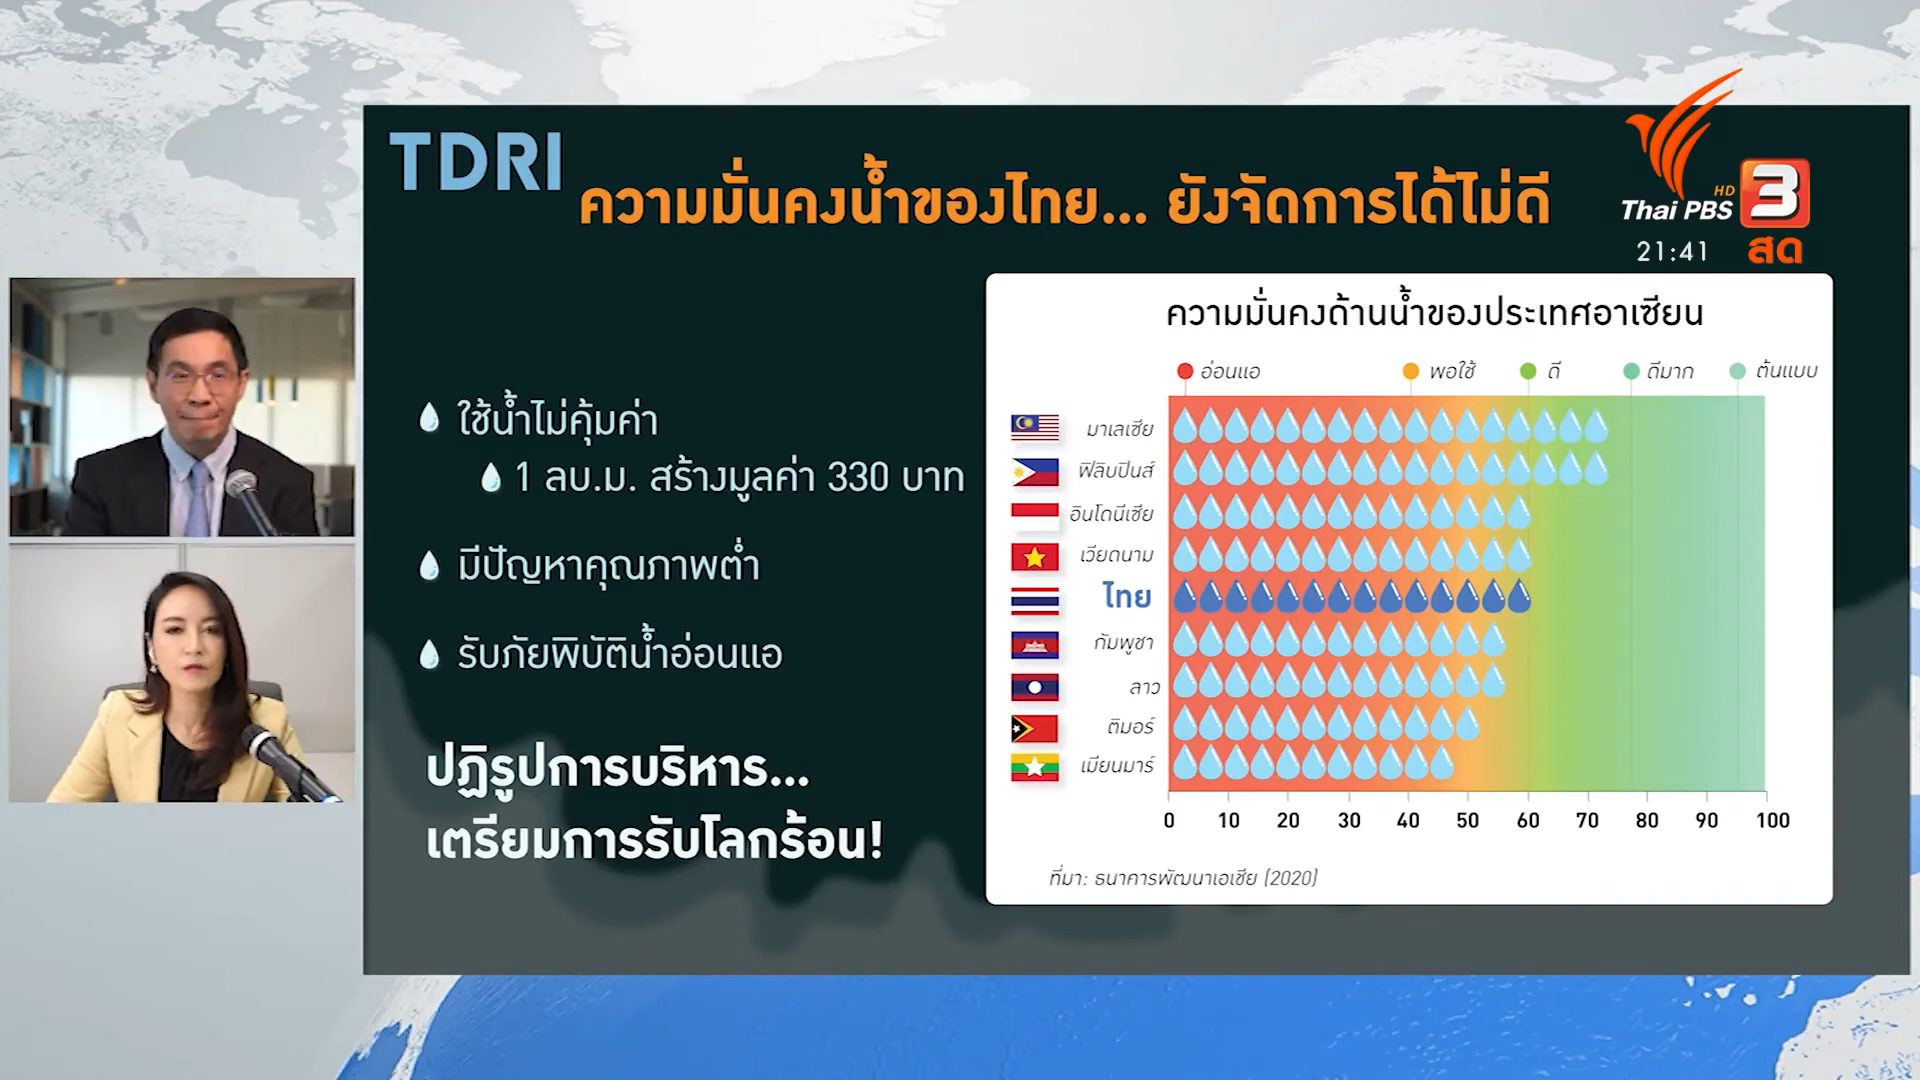 TDRI
ความมั่นคงน้ำของไทย... ยังจัดการได้ไม่ดี
HD
Thai PBS 3
21:41 สด
ใช้น้ำไม่คุ้มค่า
1 ลบ.ม. สร้างมูลค่า 330 บาท
มีปัญหาคุณภาพต่ำ
รับภัยพิบัติน้ำอ่อนแอ
ปฏิรูปการบริหาร...
เตรียมการรับโลกร้อน!
ความมั่นคงด้านน้ำของประเทศอาเซียน
อ่อนแอ พอใช้ ดี ดีมาก ต้นแบบ
มาเลเซีย
ฟิลิบปินส์
อินโดนีเซีย
เวียดนาม
ไทย
กัมพูชา
ลาว
ติมอร์
เมียนมาร์
0 10 20 30 40 50 60 70 80 90 100
ที่มา: ธนาคารพัฒนาเอเชีย (2020)